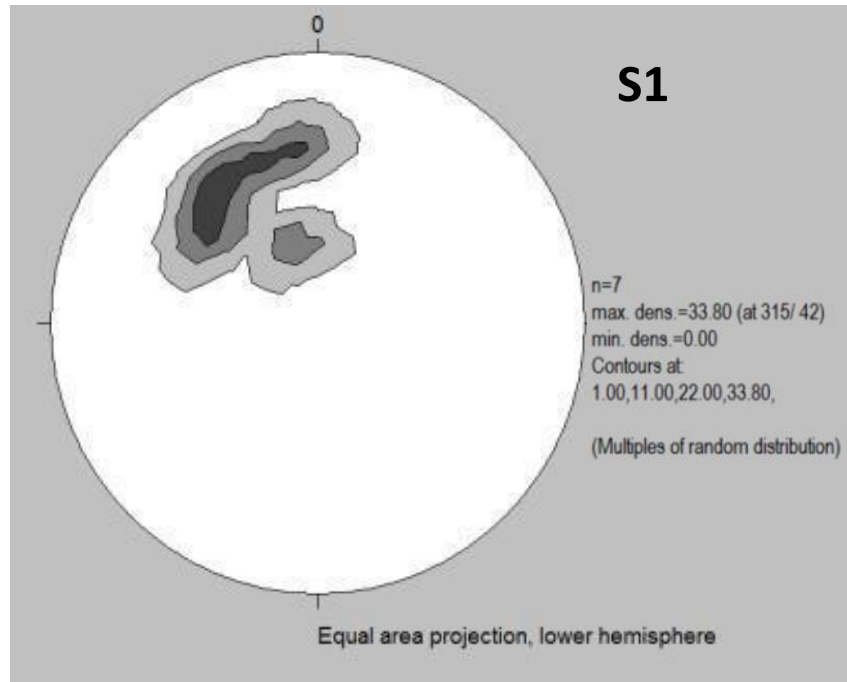 0
S1
n=7
max. dens.=33.80 (at 315/ 42)
min. dens.=0.00
Contours at:
1.00,11.00,22.00,33.80,
(Multiples of random distribution)
Equal area projection, lower hemisphere